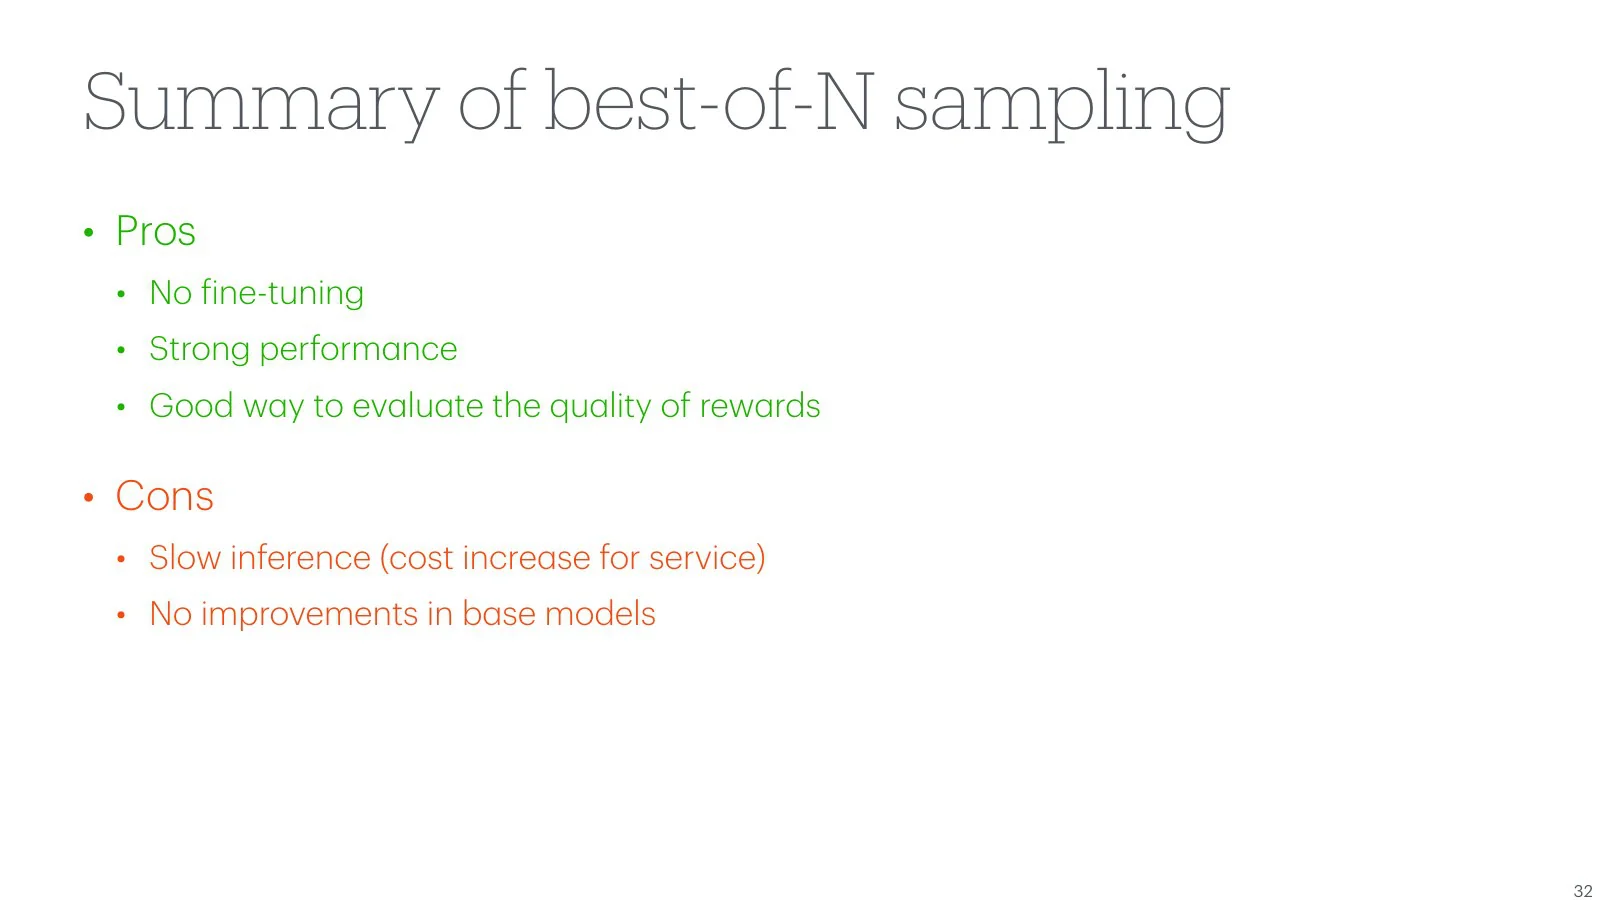 Summary of best-of-N sampling
• Pros
• No fine-tuning
• Strong performance
• Good way to evaluate the quality of rewards
• Cons
• Slow inference (cost increase for service)
• No improvements in base models
32